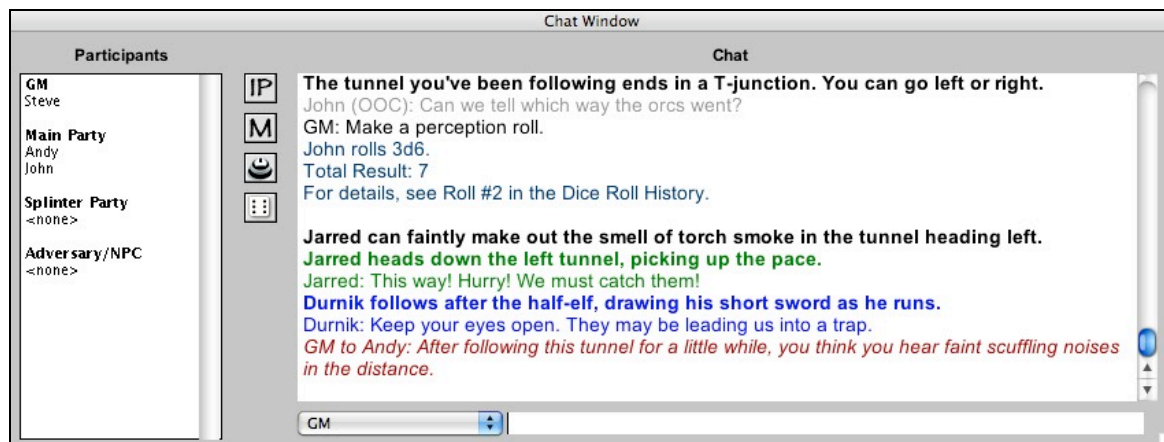 Chat Window
Participants
GM
Steve
Main Party
Andy
John
Splinter Party
<none>
Adversary/NPC
<none>
IP
M
Chat
The tunnel you've been following ends in a T-junction. You can go left or right.
John (OOC): Can we tell which way the orcs went?
GM: Make a perception roll.
John rolls 3d6.
Total Result: 7
For details, see Roll #2 in the Dice Roll History.
Jarred can faintly make out the smell of torch smoke in the tunnel heading left.
Jarred heads down the left tunnel, picking up the pace.
Jarred: This way! Hurry! We must catch them!
Durnik follows after the half-elf, drawing his short sword as he runs.
Durnik: Keep your eyes open. They may be leading us into a trap.
GM to Andy: After following this tunnel for a little while, you think you hear faint scuffling noises
in the distance.
GM